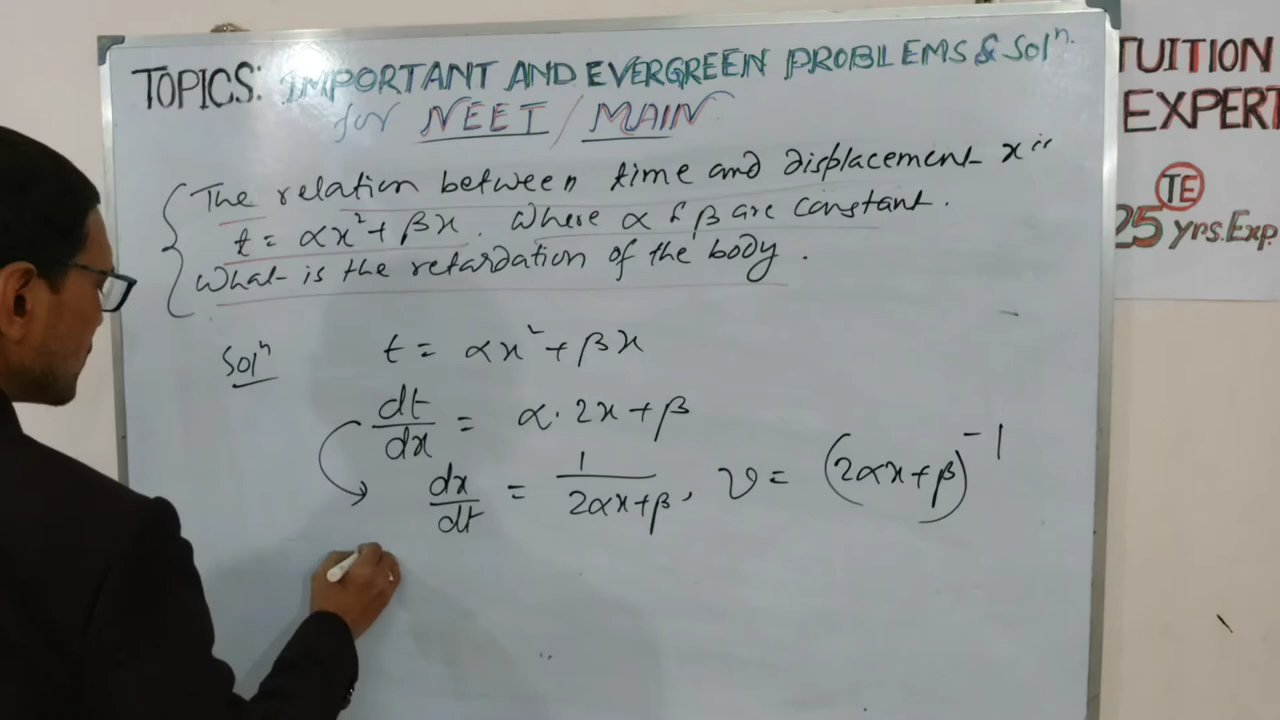 TOPICS: IMPORTANT AND EVERGREEN PROBLEMS & Solⁿ.
for NEET / MAIN
The relation between time and displacement x is
t = αx² + βx. Where α & β are constant.
What is the retardation of the body.
Solⁿ
t = αx² + βx
dt/dx = α·2x + β
dx/dt = 1/(2αx+β), v = (2αx+β)⁻¹
TUITION
EXPERT
TE
25 yrs. Exp.